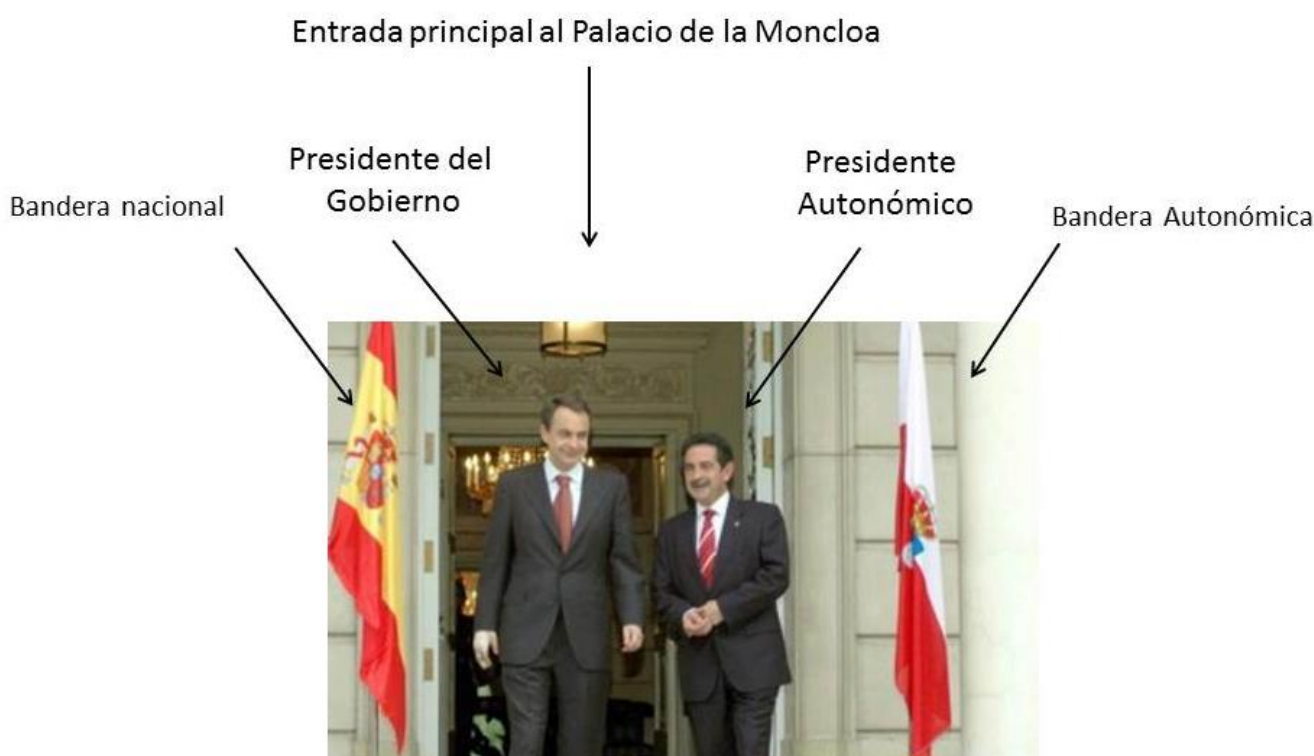 Entrada principal al Palacio de la Moncloa
Presidente del
Gobierno
Presidente
Autonómico
Bandera nacional
Bandera Autonómica